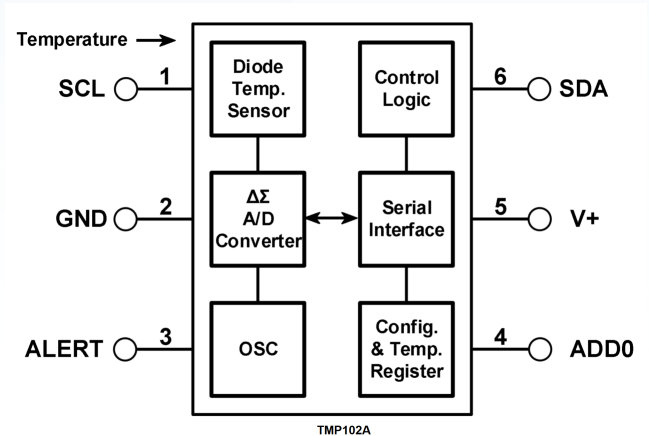 Temperature
SCL
1
Diode
Temp.
Sensor
Control
Logic
6
SDA
GND
2
ΔΣ
A/D
Converter
Serial
Interface
5
V+
ALERT
3
OSC
Config.
& Temp.
Register
4
ADD0
TMP102A